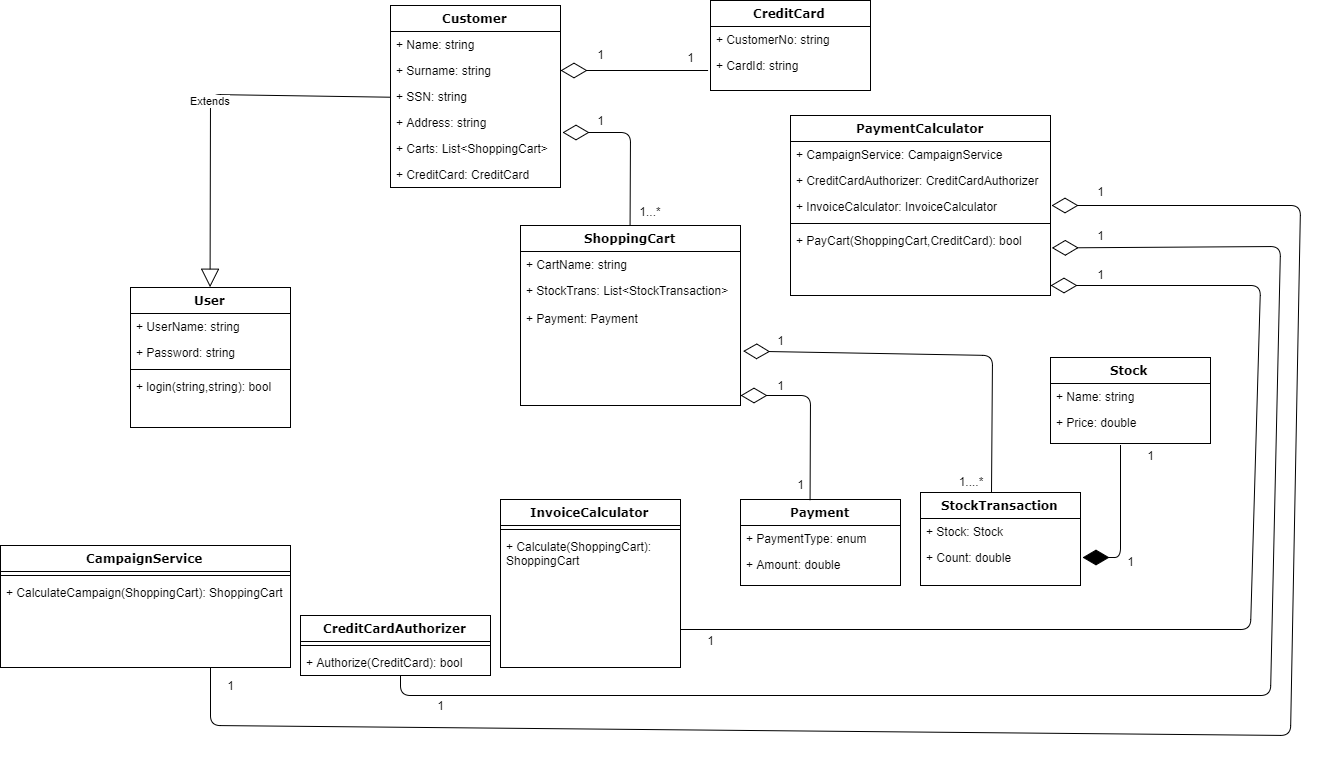 Customer
+ Name: string
+ Surname: string
+ SSN: string
+ Address: string
+ Carts: List<ShoppingCart>
+ CreditCard: CreditCard
1
1
CreditCard
+ CustomerNo: string
+ CardId: string
Extends
1
1...*
PaymentCalculator
+ CampaignService: CampaignService
+ CreditCardAuthorizer: CreditCardAuthorizer
+ InvoiceCalculator: InvoiceCalculator
+ PayCart(ShoppingCart,CreditCard): bool
1
1
1
ShoppingCart
+ CartName: string
+ StockTrans: List<StockTransaction>
+ Payment: Payment
User
+ UserName: string
+ Password: string
+ login(string,string): bool
1
1
Stock
+ Name: string
+ Price: double
1
1
1....*
InvoiceCalculator
+ Calculate(ShoppingCart):
ShoppingCart
Payment
+ PaymentType: enum
+ Amount: double
StockTransaction
+ Stock: Stock
+ Count: double
1
CampaignService
+ CalculateCampaign(ShoppingCart): ShoppingCart
CreditCardAuthorizer
+ Authorize(CreditCard): bool
1
1
1